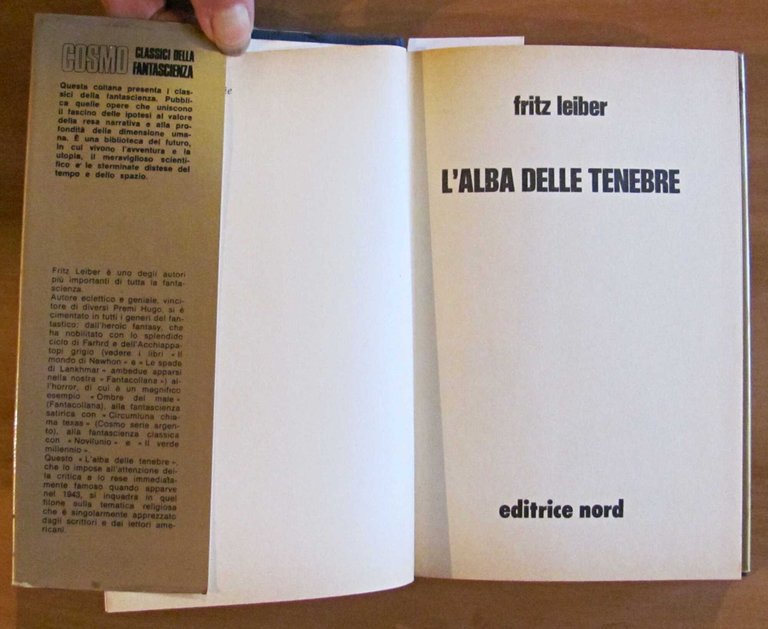 COSMO CLASSICI DELLA
FANTASCIENZA
Questa collana presenta i clas-
sici della fantascienza. Pubbli-
ca quelle opere che uniscono
il fascino delle ipotesi al valore
della resa narrativa e alla pro-
fondità della dimensione uma-
na. È una biblioteca del futuro,
in cui vivono l'avventura e la
utopia, il meraviglioso scienti-
fico e le sterminate distese del
tempo e dello spazio.
Fritz Leiber è uno degli autori
più importanti di tutta la fanta-
scienza.
Autore eclettico e geniale, vinci-
tore di diversi Premi Hugo, si è
cimentato in tutti i generi del fan-
tastico: dall'heroic fantasy, che
ha nobilitato con lo splendido
ciclo di Farhrd e dell'Acchiappa-
topi grigio (vedere i libri « Il
mondo di Newhon » e « Le spade
di Lankhmar » ambedue apparsi
nella nostra « Fantacollana ») al-
l'horror, di cui è un magnifico
esempio « Ombre del male »
(Fantacollana), alla fantascienza
satirica con « Circumluna chia-
ma texas » (Cosmo serie argen-
to), alla fantascienza classica
con « Novilunio » e « Il verde
millennio ».
Questo « L'alba delle tenebre »,
che lo impose all'attenzione del-
la critica e lo rese immediata-
mente famoso quando apparve
nel 1943, si inquadra in quel
filone sulla tematica religiosa
che è singolarmente apprezzato
dagli scrittori e dai lettori ame-
ricani.
fritz leiber
L'ALBA DELLE TENEBRE
editrice nord